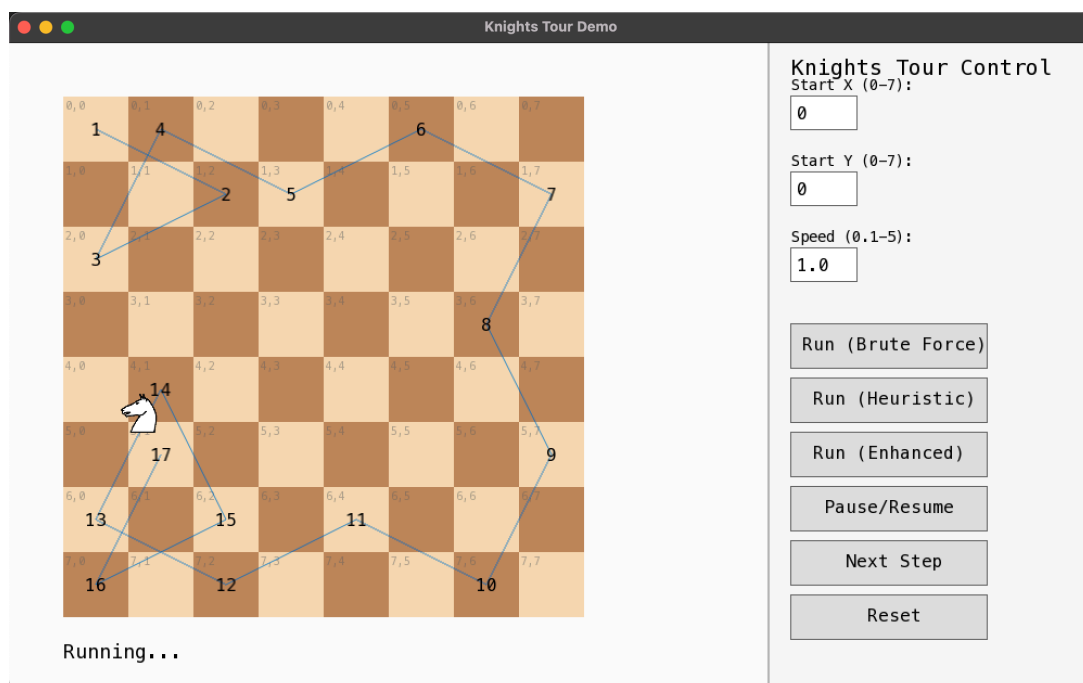 Knights Tour Demo
Knights Tour Control
Start X (0-7):
0
Start Y (0-7):
0
Speed (0.1-5):
1.0
Run (Brute Force)
Run (Heuristic)
Run (Enhanced)
Pause/Resume
Next Step
Reset
0,0 0,1 0,2 0,3 0,4 0,5 0,6 0,7
1 4 6
1,0 1,1 1,2 1,3 1,4 1,5 1,6 1,7
2 5 7
2,0 2,1 2,2 2,3 2,4 2,5 2,6 2,7
3
3,0 3,1 3,2 3,3 3,4 3,5 3,6 3,7
8
4,0 4,1 4,2 4,3 4,4 4,5 4,6 4,7
14
5,0 5,2 5,3 5,4 5,5 5,6 5,7
17 9
6,0 6,1 6,2 6,3 6,4 6,5 6,6 6,7
13 15 11
7,0 7,1 7,2 7,3 7,4 7,5 7,6 7,7
16 12 10
Running...